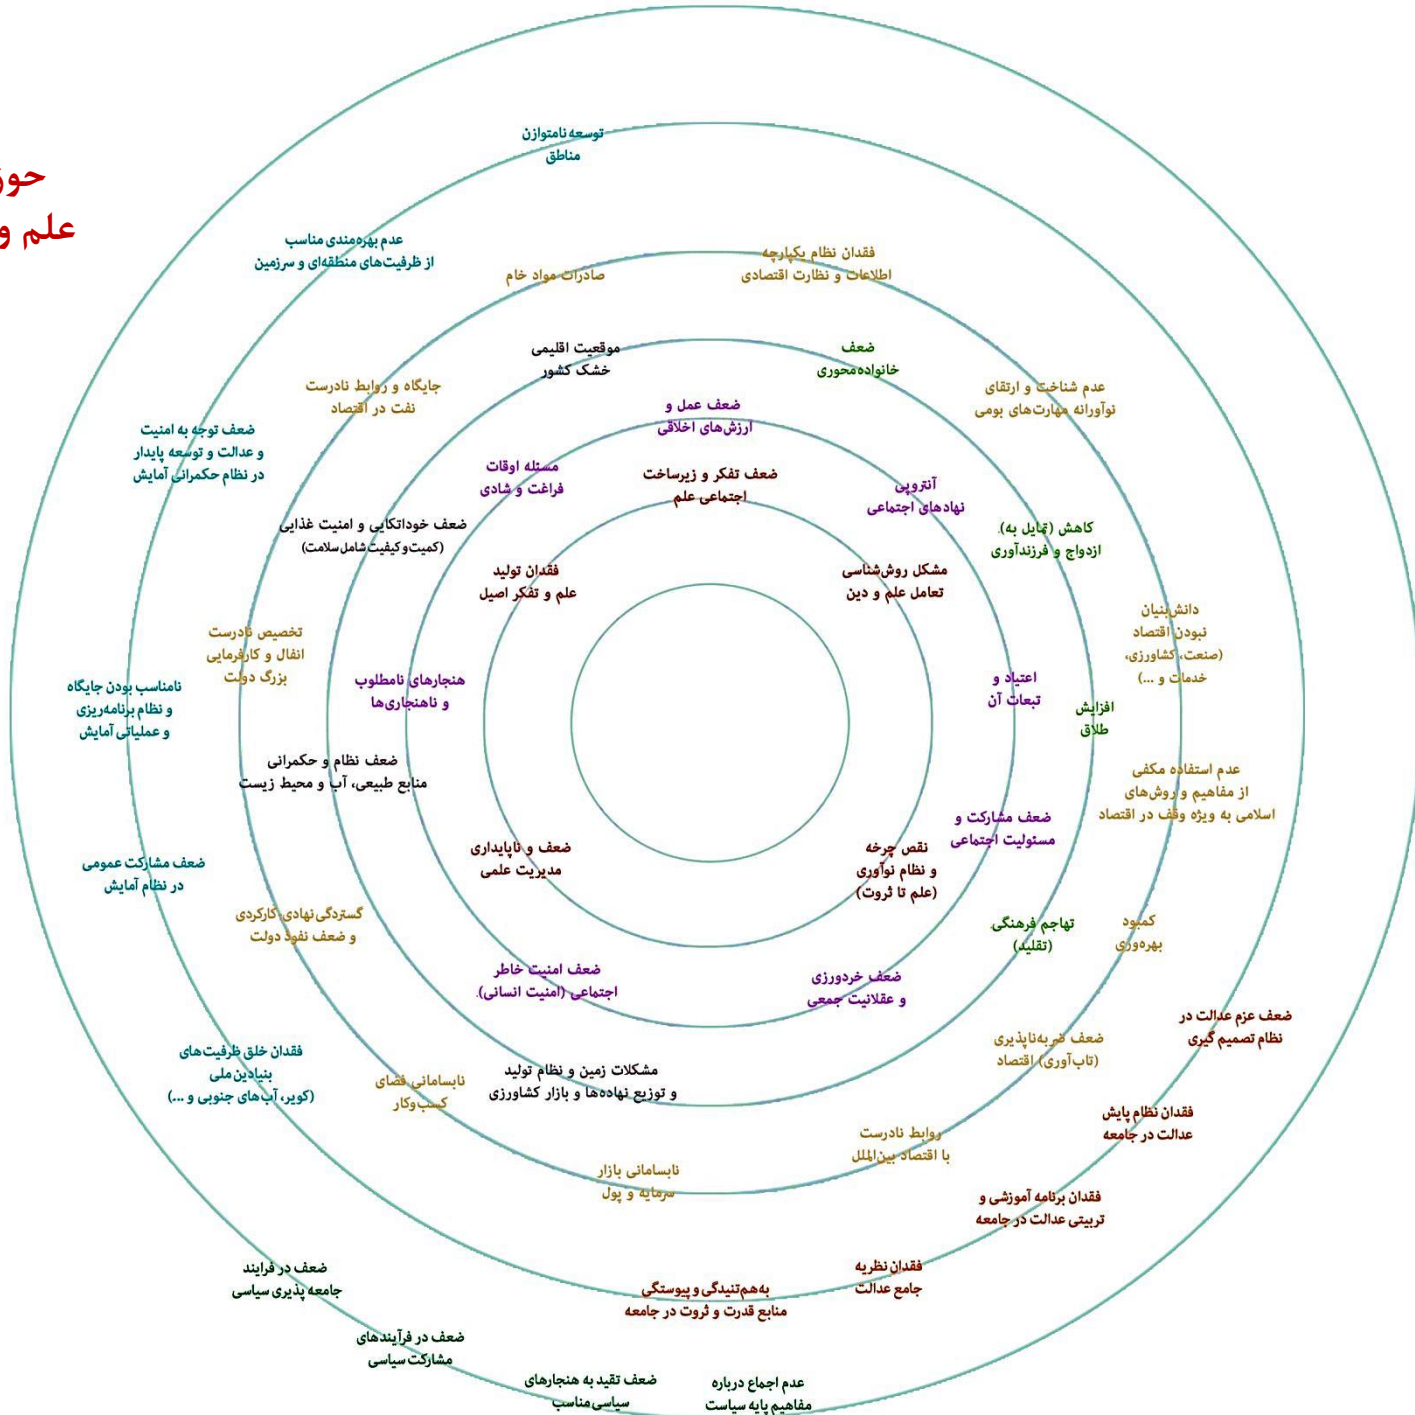 حوز
علم و
توسعه نامتوازن
مناطق
عدم بهره‌مندی مناسب
از ظرفیت‌های منطقه‌ای و سرزمین
فقدان نظام یکپارچه
اطلاعات و نظارت اقتصادی
صادرات مواد خام
ضعف
خانواده‌محوری
موقعیت اقلیمی
خشک کشور
عدم شناخت و ارتقای
نوآورانه مهارت‌های بومی
جایگاه و روابط نادرست
نفت در اقتصاد
ضعف عمل و
ارزش‌های اخلاقی
ضعف توجه به امنیت
و عدالت و توسعه پایدار
در نظام حکمرانی آمایش
آنتروپی
نهادهای اجتماعی
ضعف تفکر و زیرساخت
اجتماعی علم
مسئله اوقات
فراغت و شادی
کاهش (تمایل به)
ازدواج و فرزندآوری
ضعف خوداتکایی و امنیت غذایی
(کمیت و کیفیت شامل سلامت)
مشکل روش‌شناسی
تعامل علم و دین
فقدان تولید
علم و تفکر اصیل
دانش‌بنیان
نبودن اقتصاد
(صنعت، کشاورزی،
خدمات و ...)
تخصیص نادرست
انفال و کارفرمایی
بزرگ دولت
اعتیاد و
تبعات آن
هنجارهای نامطلوب
و ناهنجاری‌ها
نامناسب بودن جایگاه
و نظام برنامه‌ریزی
و عملیاتی آمایش
افزایش
طلاق
عدم استفاده مکفی
از مفاهیم و روش‌های
اسلامی به ویژه وقف در اقتصاد
ضعف نظام و حکمرانی
منابع طبیعی، آب و محیط زیست
ضعف مشارکت و
مسئولیت اجتماعی
نقص چرخه
و نظام نوآوری
(علم تا ثروت)
ضعف و ناپایداری
مدیریت علمی
ضعف مشارکت عمومی
در نظام آمایش
کمبود
بهره‌وری
تهاجم فرهنگی
(تقلید)
گستردگی نهادی کارکردی
و ضعف نفوذ دولت
ضعف خردورزی
و عقلانیت جمعی
ضعف امنیت خاطر
اجتماعی (امنیت انسانی)
ضعف عزم عدالت در
نظام تصمیم گیری
ضعف ضربه‌ناپذیری
(تاب‌آوری) اقتصاد
فقدان خلق ظرفیت‌های
بنیادین ملی
(کویر، آب‌های جنوبی و ...)
مشکلات زمین و نظام تولید
و توزیع نهاده‌ها و بازار کشاورزی
نابسامانی فضای
کسب‌وکار
فقدان نظام پایش
عدالت در جامعه
روابط نادرست
با اقتصاد بین‌الملل
نابسامانی بازار
سرمایه و پول
فقدان برنامه آموزشی و
تربیتی عدالت در جامعه
فقدان نظریه
جامع عدالت
به‌هم‌تنیدگی و پیوستگی
منابع قدرت و ثروت در جامعه
ضعف در فرایند
جامعه پذیری سیاسی
ضعف در فرآیندهای
مشارکت سیاسی
عدم اجماع درباره
مفاهیم پایه سیاست
ضعف تقید به هنجارهای
سیاسی مناسب